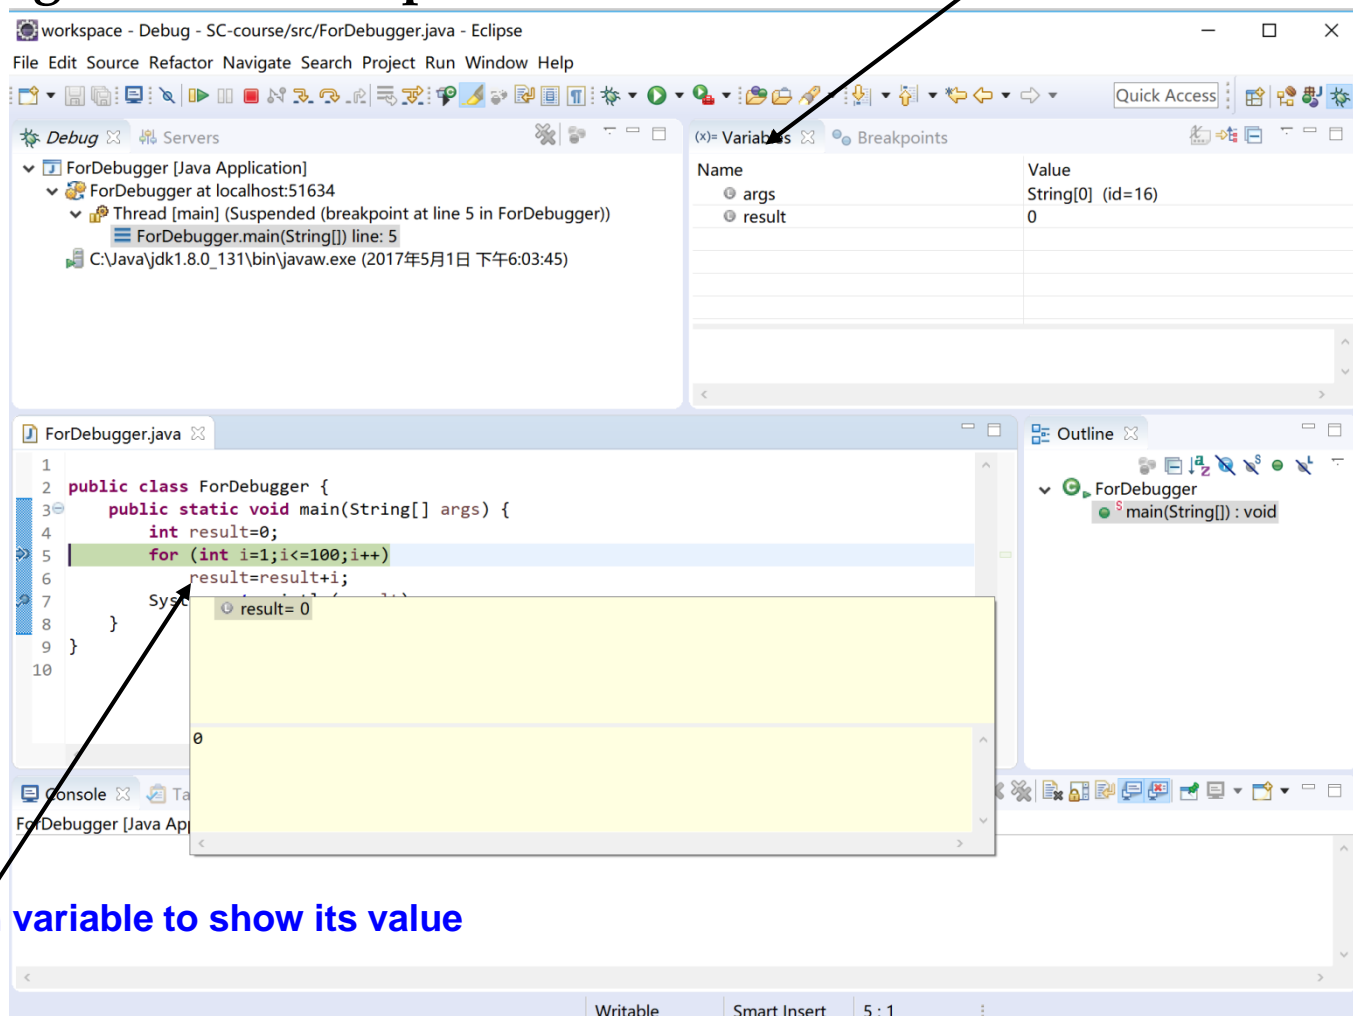 workspace - Debug - SC-course/src/ForDebugger.java - Eclipse
File Edit Source Refactor Navigate Search Project Run Window Help
Quick Access
Debug Servers
(x)= Variables Breakpoints
ForDebugger [Java Application]
ForDebugger at localhost:51634
Thread [main] (Suspended (breakpoint at line 5 in ForDebugger))
ForDebugger.main(String[]) line: 5
C:\Java\jdk1.8.0_131\bin\javaw.exe (2017年5月1日 下午6:03:45)
Name Value
args String[0] (id=16)
result 0
ForDebugger.java
1
2 public class ForDebugger {
3 public static void main(String[] args) {
4 int result=0;
5 for (int i=1;i<=100;i++)
6 result=result+i;
7 Syst
8 }
9 }
10
result= 0
0
Outline
ForDebugger
main(String[]) : void
Console Ta
ForDebugger [Java Ap
variable to show its value
Writable Smart Insert 5 : 1